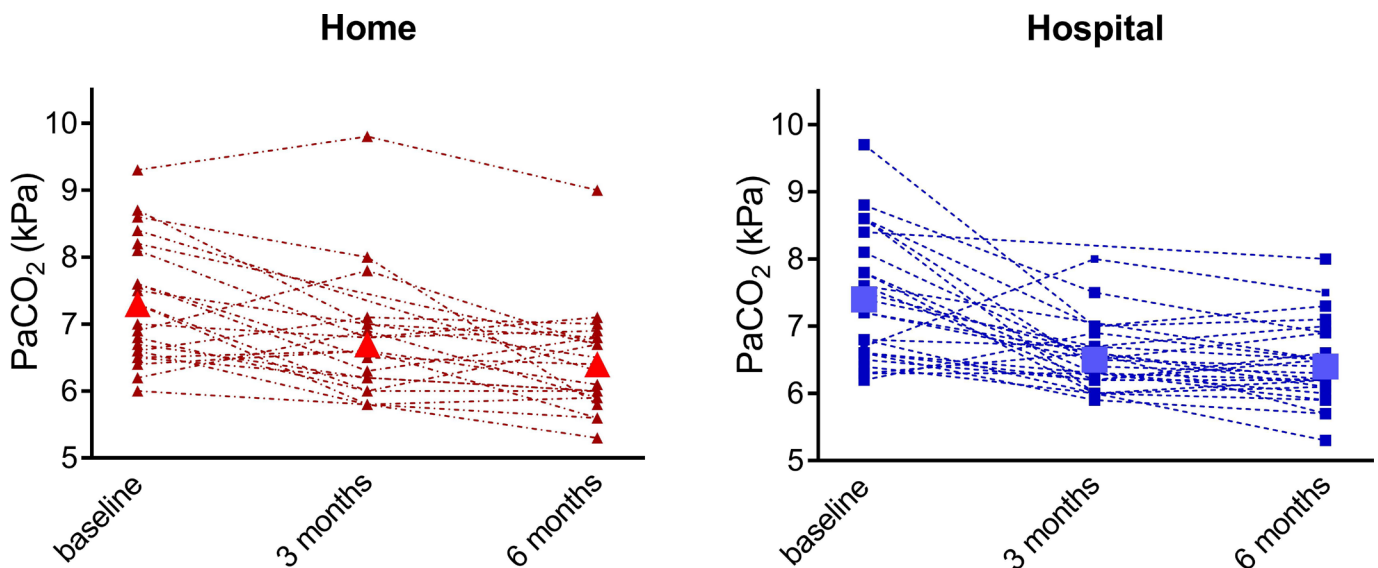 Home
PaCO₂ (kPa)
10
9
8
7
6
5
baseline
3 months
6 months
Hospital
PaCO₂ (kPa)
10
9
8
7
6
5
baseline
3 months
6 months